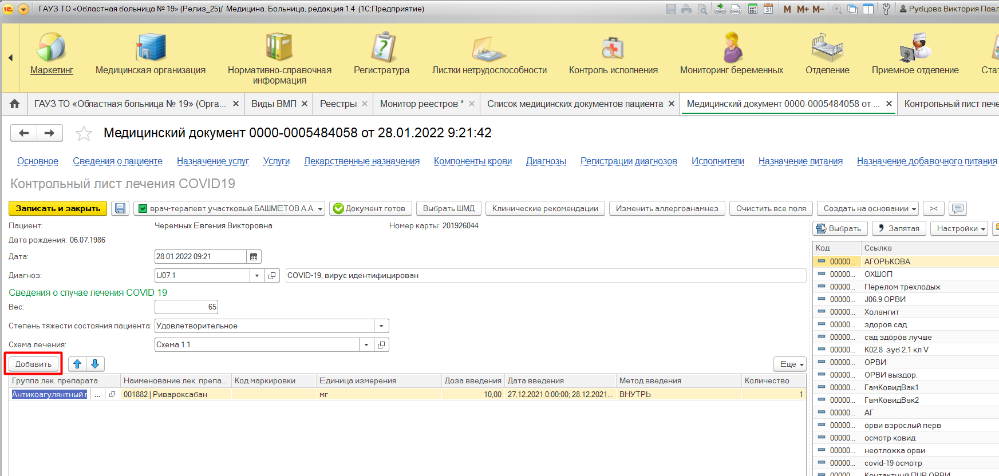 ГАУЗ ТО «Областная больница № 19» (Релиз_25)/ Медицина. Больница, редакция 1.4 (1С:Предприятие)
M M+ M−
Рубцова Виктория
Маркетинг
Медицинская организация
Нормативно-справочная
информация
Регистратура
Листки нетрудоспособности
Контроль исполнения
Мониторинг беременных
Отделение
Приемное отделение
ГАУЗ ТО «Областная больница № 19» (Орга...
Виды ВМП
Реестры
Монитор реестров *
Список медицинских документов пациента
Медицинский документ 0000-0005484058 от ...
Контрольный лист
Медицинский документ 0000-0005484058 от 28.01.2022 9:21:42
Основное Сведения о пациенте Назначение услуг Услуги Лекарственные назначения Компоненты крови Диагнозы Регистрации диагнозов Исполнители Назначение питания Назначение добавочного питания
Контрольный лист лечения COVID19
Записать и закрыть
врач-терапевт участковый БАШМЕТОВ А.А.
Документ готов
Выбрать ШМД
Клинические рекомендации
Изменить аллергоанамнез
Очистить все поля
Создать на основании
><
Пациент: Черемных Евгения Викторовна Номер карты: 201926044
Дата рождения: 06.07.1986
Дата: 28.01.2022 09:21
Диагноз: U07.1 COVID-19, вирус идентифицирован
Сведения о случае лечения COVID 19
Вес: 65
Степень тяжести состояния пациента: Удовлетворительное
Схема лечения: Схема 1.1
Добавить
Еще
Группа лек. препарата Наименование лек. препа... Код маркировки Единица измерения Доза введения Дата введения Метод введения Количество
Антикоагулянтный ... 001882 | Ривароксабан мг 10,00 27.12.2021 0:00:00; 28.12.2021... ВНУТРЬ 1
Выбрать
Запятая
Настройки
Код Ссылка
00000... АГОРЬКОВА
00000... ОХШОП
00000... Перелом трехлодыж
00000... J06.9 ОРВИ
00000... Холангит
00000... здоров сад
00000... сад здоров лучше
00000... К02,8 зуб 2.1 кл V
00000... ОРВИ
00000... ОРВИ выздор.
00000... ГамКовидВак1
00000... ГамКовидВак2
00000... АГ
00000... орви взрослый перв
00000... осмотр ковид
00000... неотложка орви
00000... covid-19 осмотр
00000... Контактный ПЦР ОРВИ